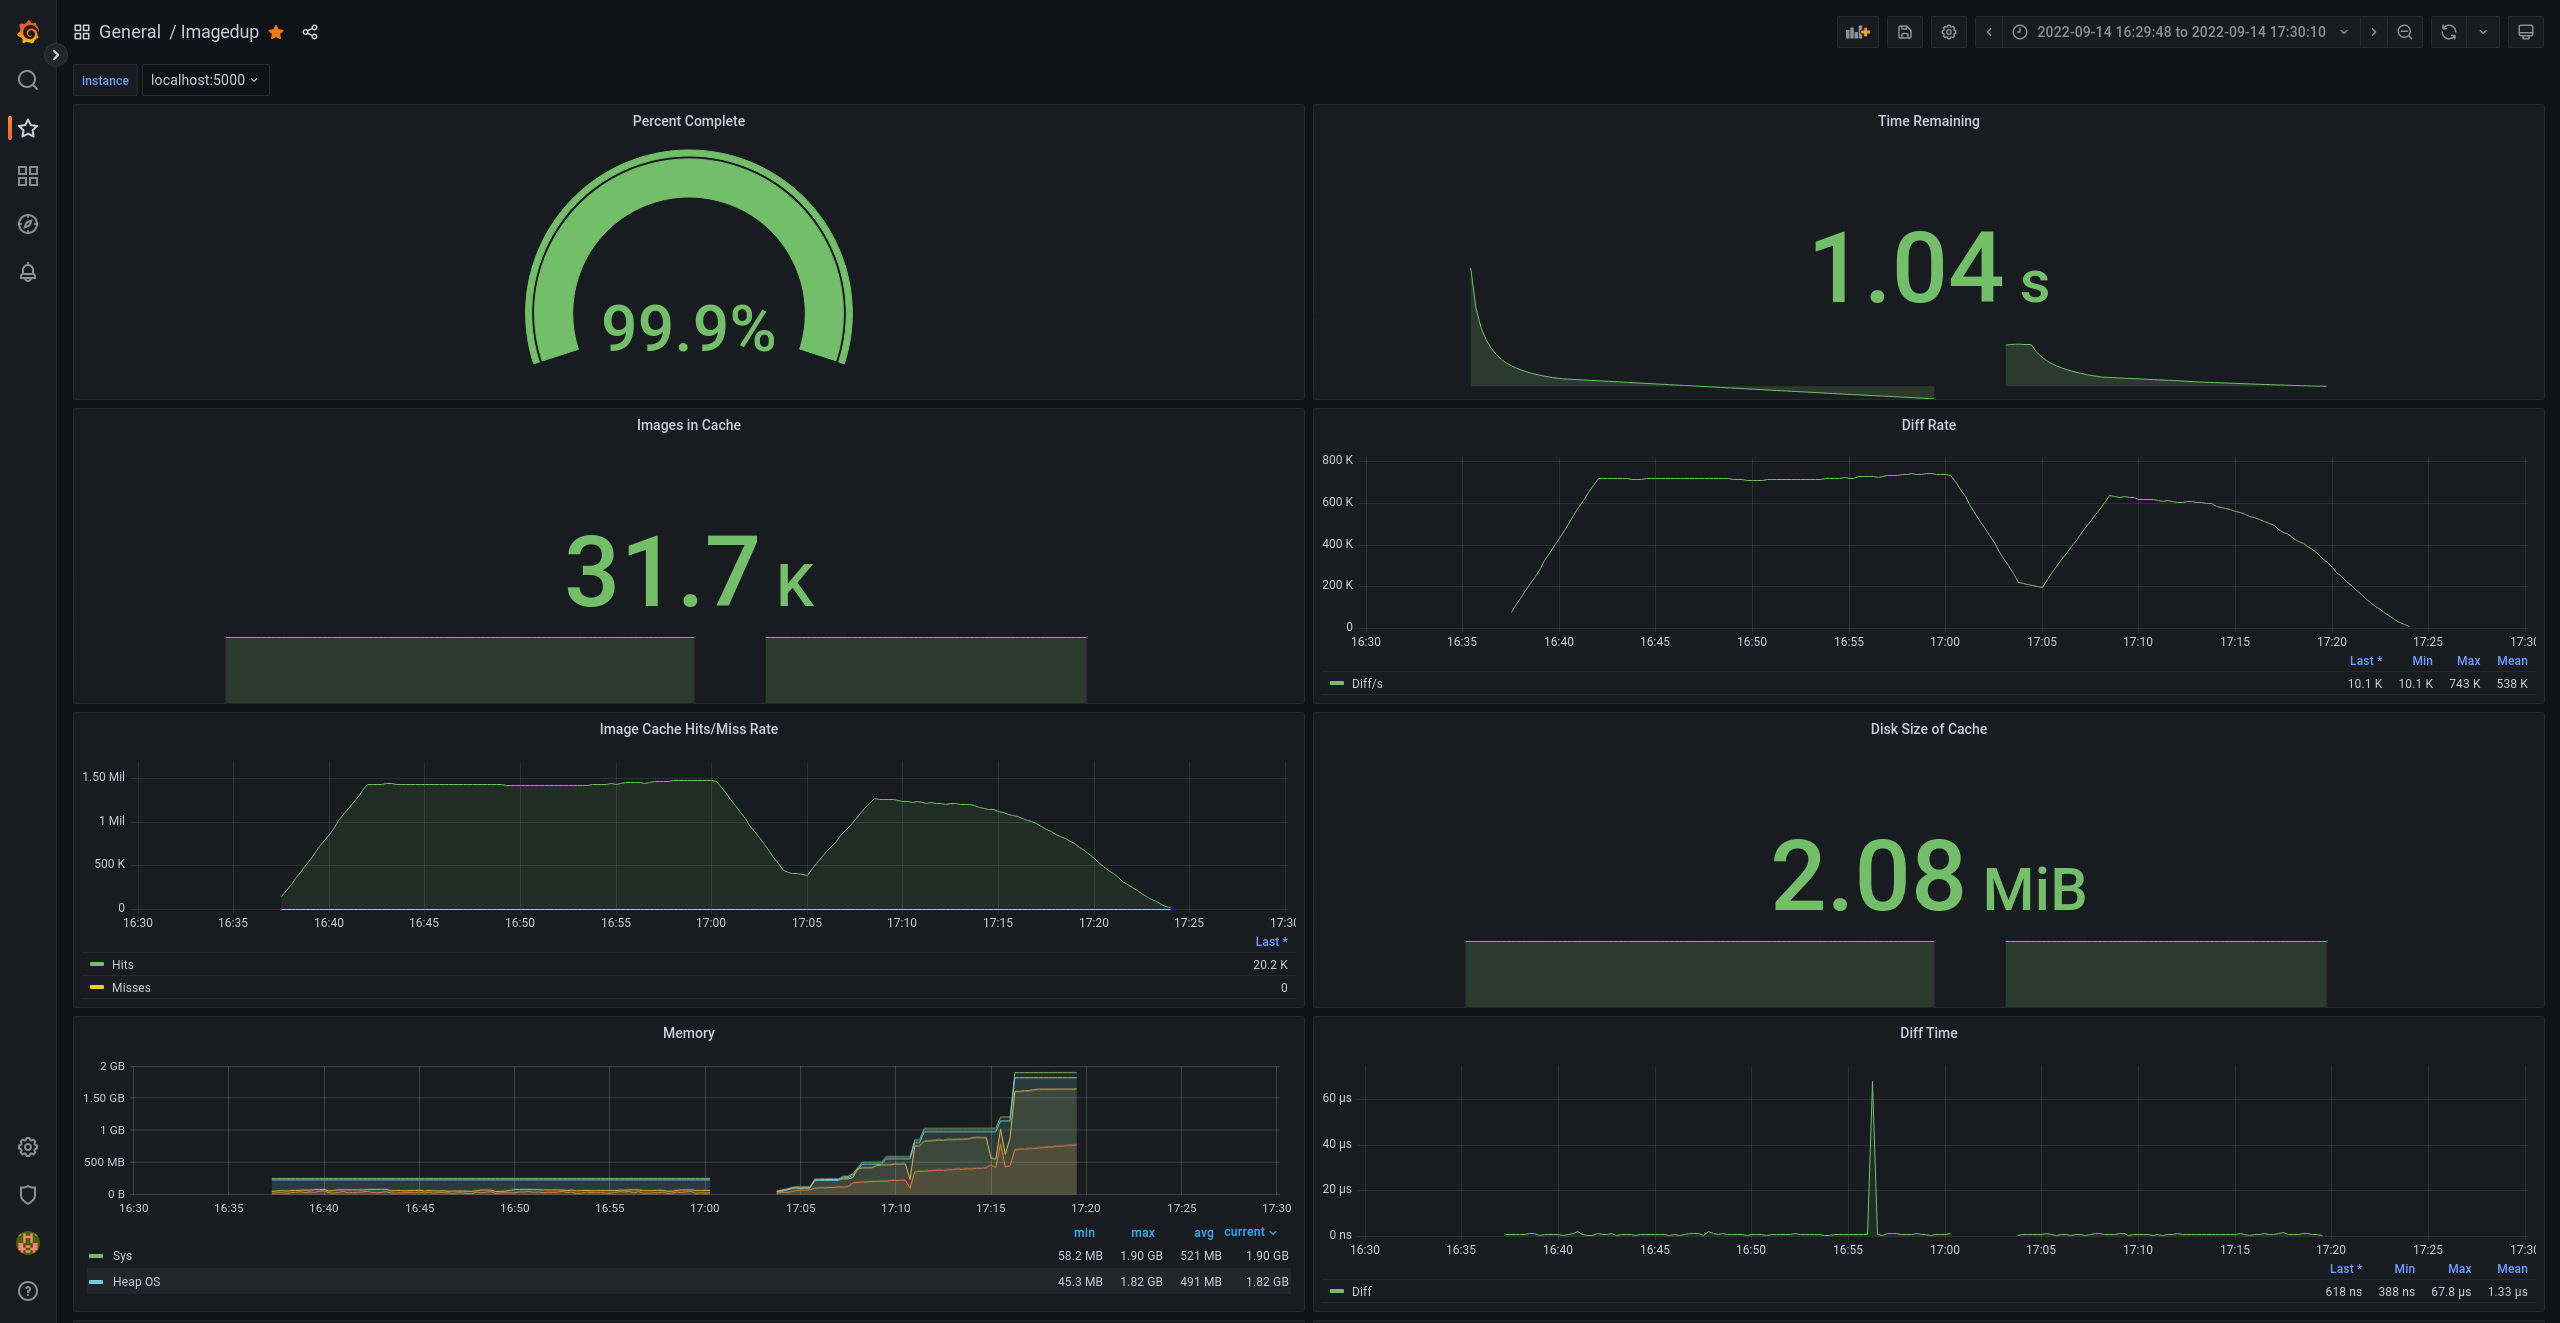 General / Imagedup
2022-09-14 16:29:48 to 2022-09-14 17:30:10
instance localhost:5000
Percent Complete
99.9%
Time Remaining
1.04 s
Images in Cache
31.7 K
Diff Rate
800 K
600 K
400 K
200 K
0
16:30 16:35 16:40 16:45 16:50 16:55 17:00 17:05 17:10 17:15 17:20 17:25 17:30
Last * Min Max Mean
Diff/s 10.1 K 10.1 K 743 K 538 K
Image Cache Hits/Miss Rate
1.50 Mil
1 Mil
500 K
0
16:30 16:35 16:40 16:45 16:50 16:55 17:00 17:05 17:10 17:15 17:20 17:25 17:30
Last *
Hits 20.2 K
Misses 0
Disk Size of Cache
2.08 MiB
Memory
2 GB
1.50 GB
1 GB
500 MB
0 B
16:30 16:35 16:40 16:45 16:50 16:55 17:00 17:05 17:10 17:15 17:20 17:25 17:30
min max avg current
Sys 58.2 MB 1.90 GB 521 MB 1.90 GB
Heap OS 45.3 MB 1.82 GB 491 MB 1.82 GB
Diff Time
60 µs
40 µs
20 µs
0 ns
16:30 16:35 16:40 16:45 16:50 16:55 17:00 17:05 17:10 17:15 17:20 17:25 17:30
Last * Min Max Mean
Diff 618 ns 388 ns 67.8 µs 1.33 µs